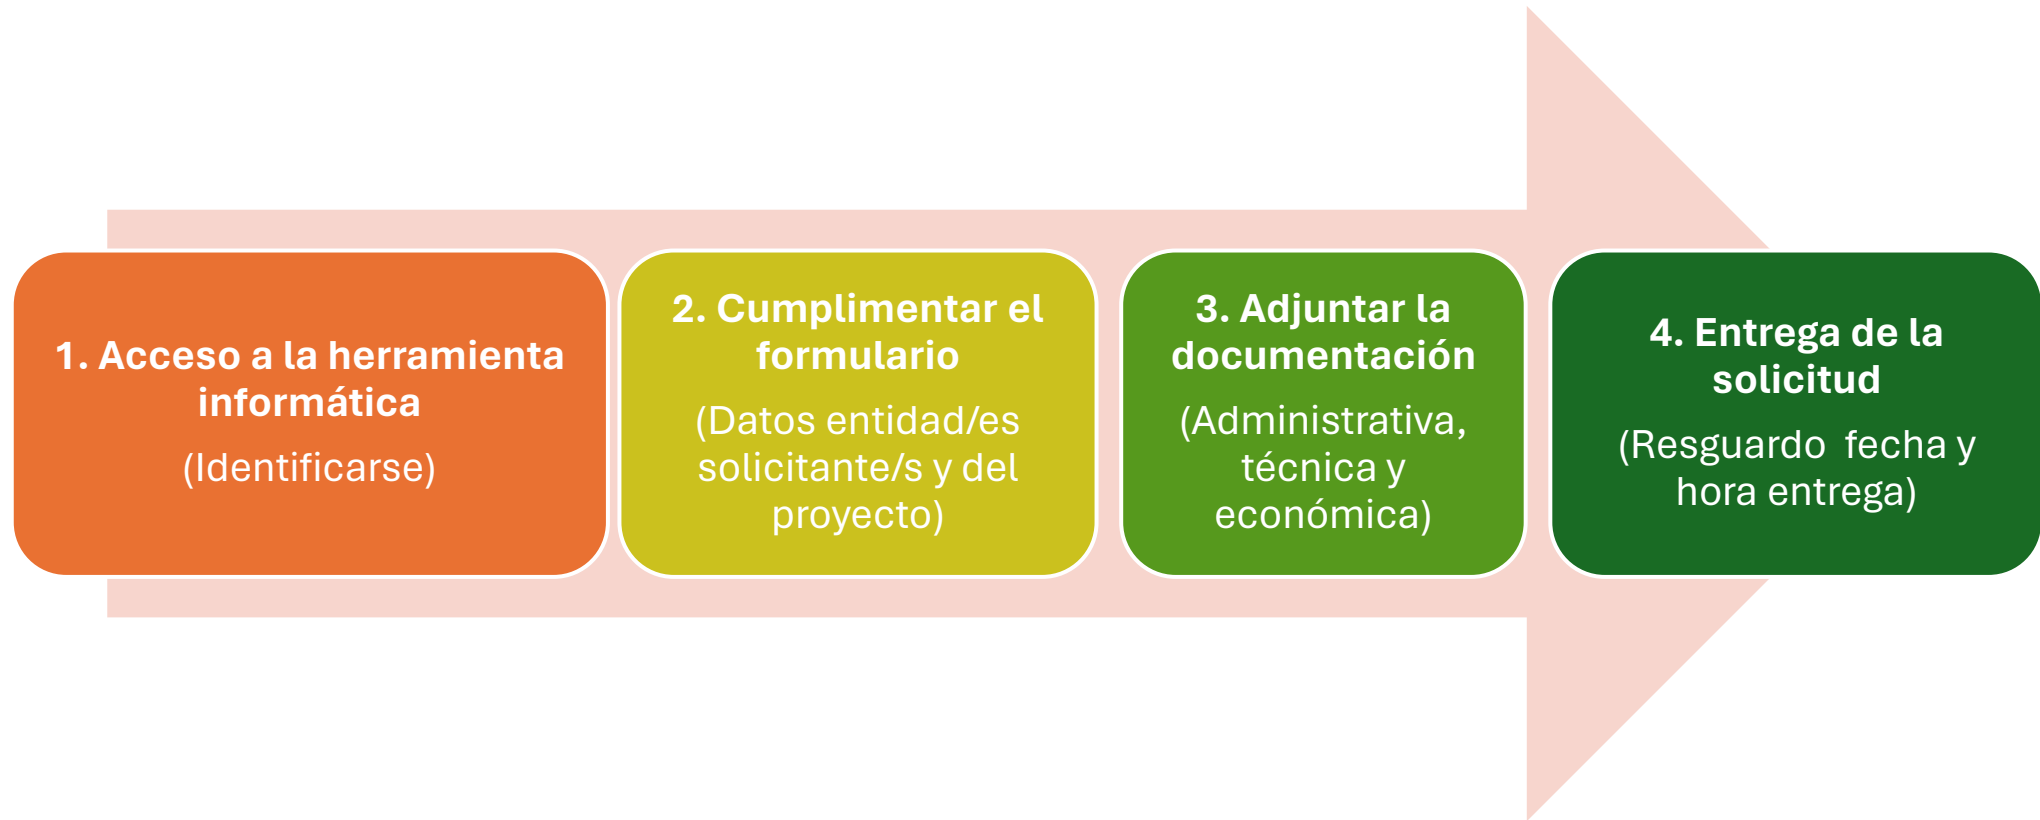 1. Acceso a la herramienta
informática
(Identificarse)
2. Cumplimentar el
formulario
(Datos entidad/es
solicitante/s y del
proyecto)
3. Adjuntar la
documentación
(Administrativa,
técnica y
económica)
4. Entrega de la
solicitud
(Resguardo  fecha y
hora entrega)